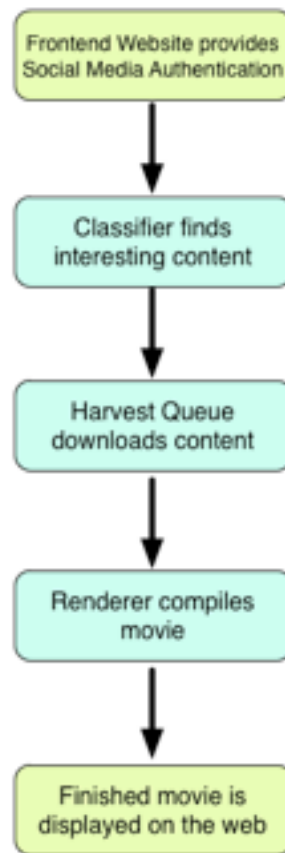 Frontend Website provides
Social Media Authentication
Classifier finds
interesting content
Harvest Queue
downloads content
Renderer compiles
movie
Finished movie is
displayed on the web